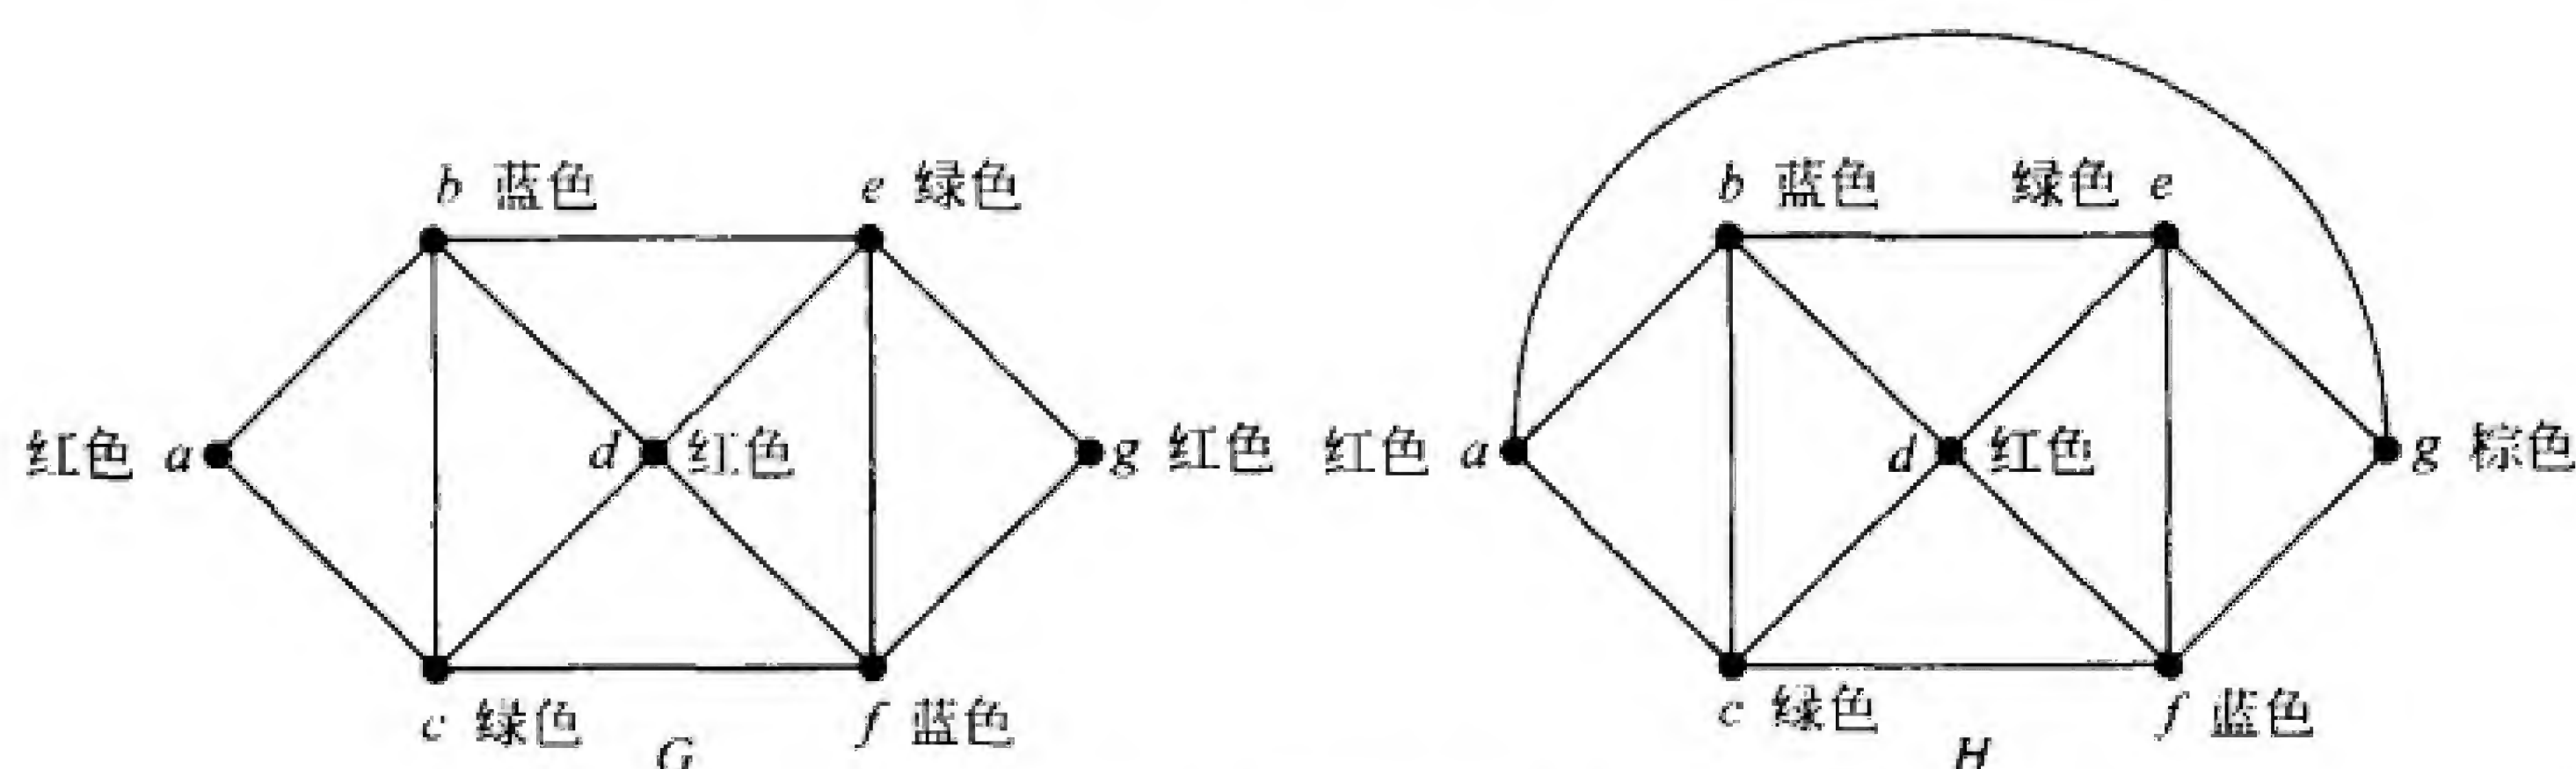 b 蓝色 e 绿色 b 蓝色 绿色 e
红色 a d 红色 g 红色 红色 a d 红色 g 棕色
c 绿色 f 蓝色 c 绿色 f 蓝色
G H